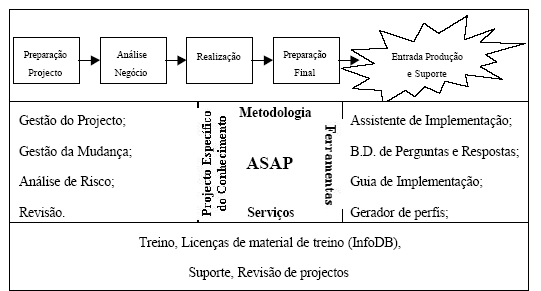 Preparação
Projecto
Análise
Negócio
Realização
Preparação
Final
Entrada Produção
e Suporte
Gestão do Projecto;
Gestão da Mudança;
Análise de Risco;
Revisão.
Projecto Específico
do Conhecimento
Metodologia
ASAP
Serviços
Ferramentas
Assistente de Implementação;
B.D. de Perguntas e Respostas;
Guia de Implementação;
Gerador de perfis;
Treino, Licenças de material de treino (InfoDB),
Suporte, Revisão de projectos